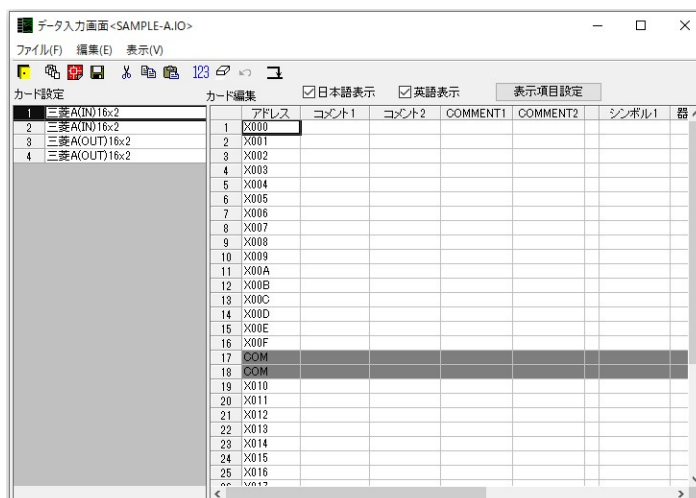 データ入力画面<SAMPLE-A.IO>
ファイル(F) 編集(E) 表示(V)
123
カード設定
カード編集 日本語表示 英語表示 表示項目設定
1 三菱A(IN)16x2
2 三菱A(IN)16x2
3 三菱A(OUT)16x2
4 三菱A(OUT)16x2
アドレス コメント1 コメント2 COMMENT1 COMMENT2 シンボル1 器
1 X000
2 X001
3 X002
4 X003
5 X004
6 X005
7 X006
8 X007
9 X008
10 X009
11 X00A
12 X00B
13 X00C
14 X00D
15 X00E
16 X00F
17 COM
18 COM
19 X010
20 X011
21 X012
22 X013
23 X014
24 X015
25 X016
26 X017